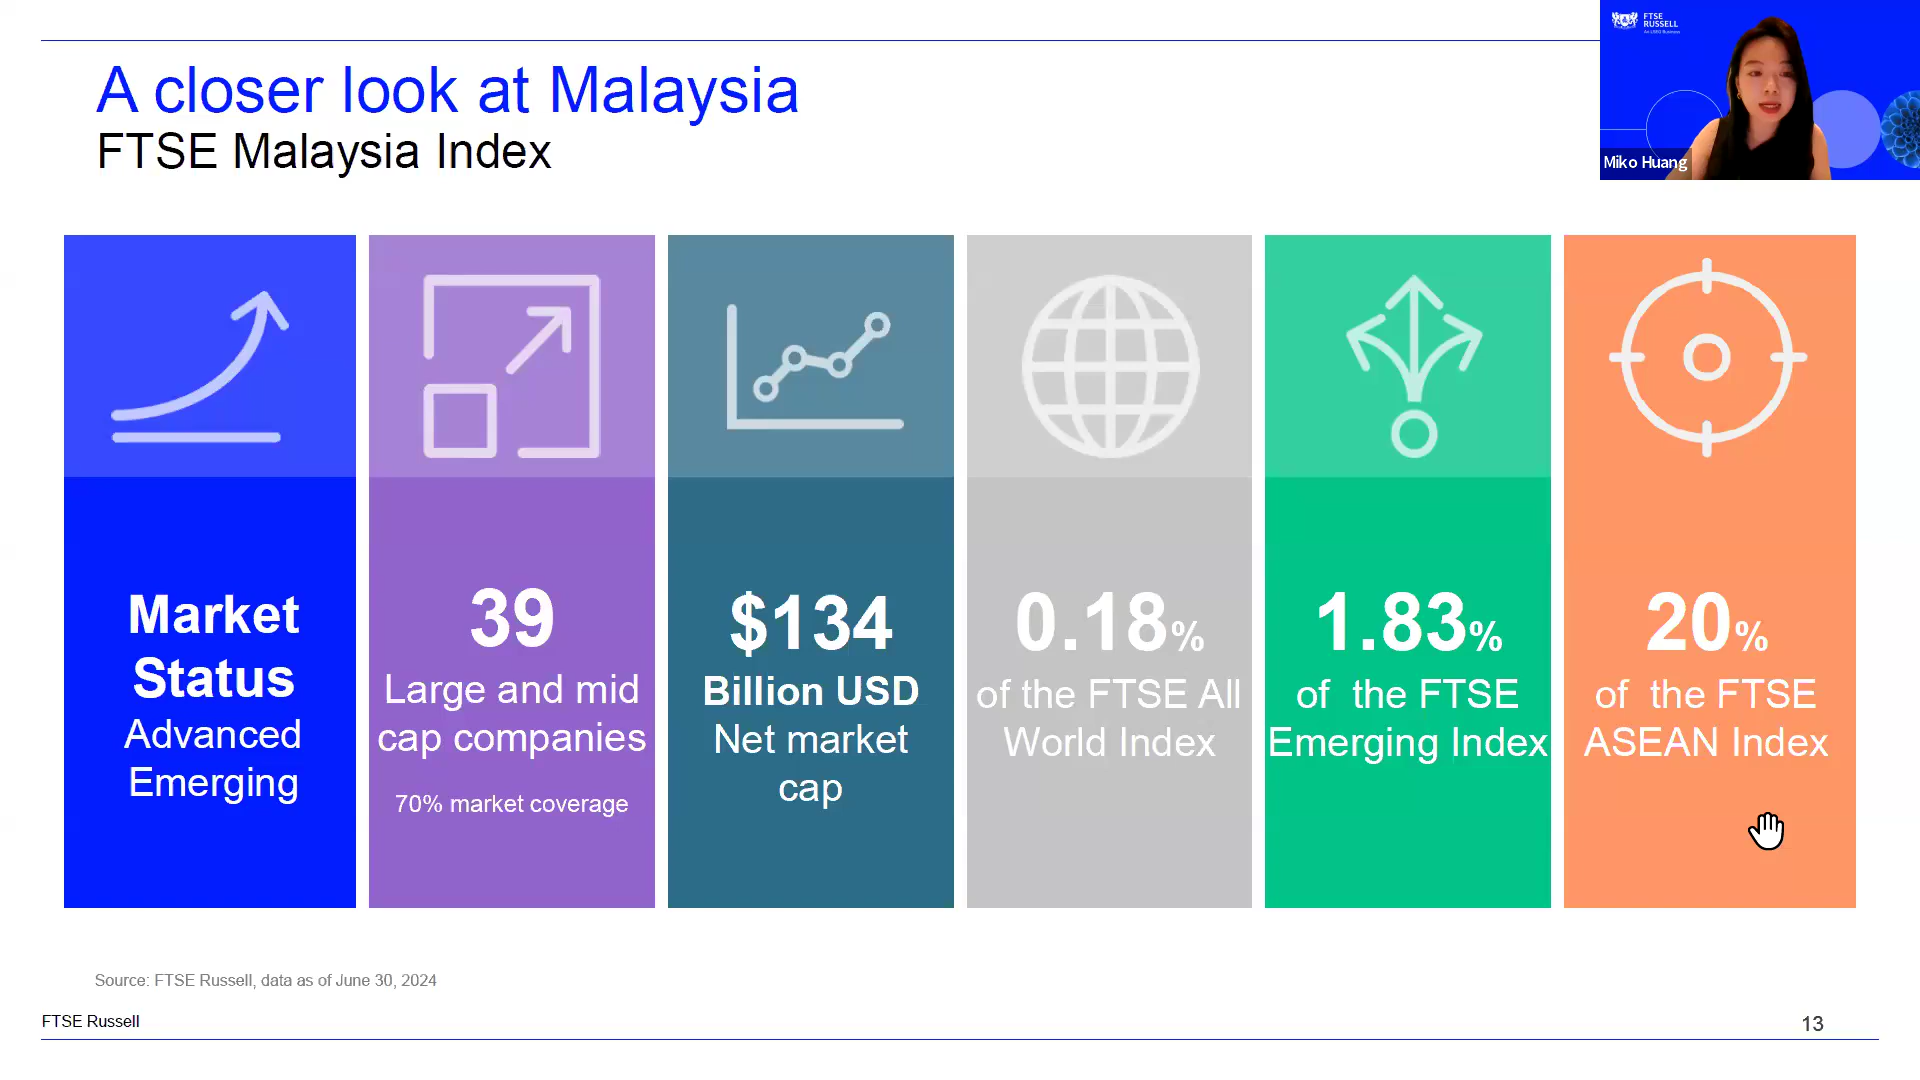 A closer look at Malaysia
FTSE Malaysia Index
FTSE
RUSSELL
An LSEG Business
Miko Huang
Market
Status
Advanced
Emerging
39
Large and mid
cap companies
70% market coverage
$134
Billion USD
Net market
cap
0.18%
of the FTSE All
World Index
1.83%
of the FTSE
Emerging Index
20%
of the FTSE
ASEAN Index
Source: FTSE Russell, data as of June 30, 2024
FTSE Russell
13